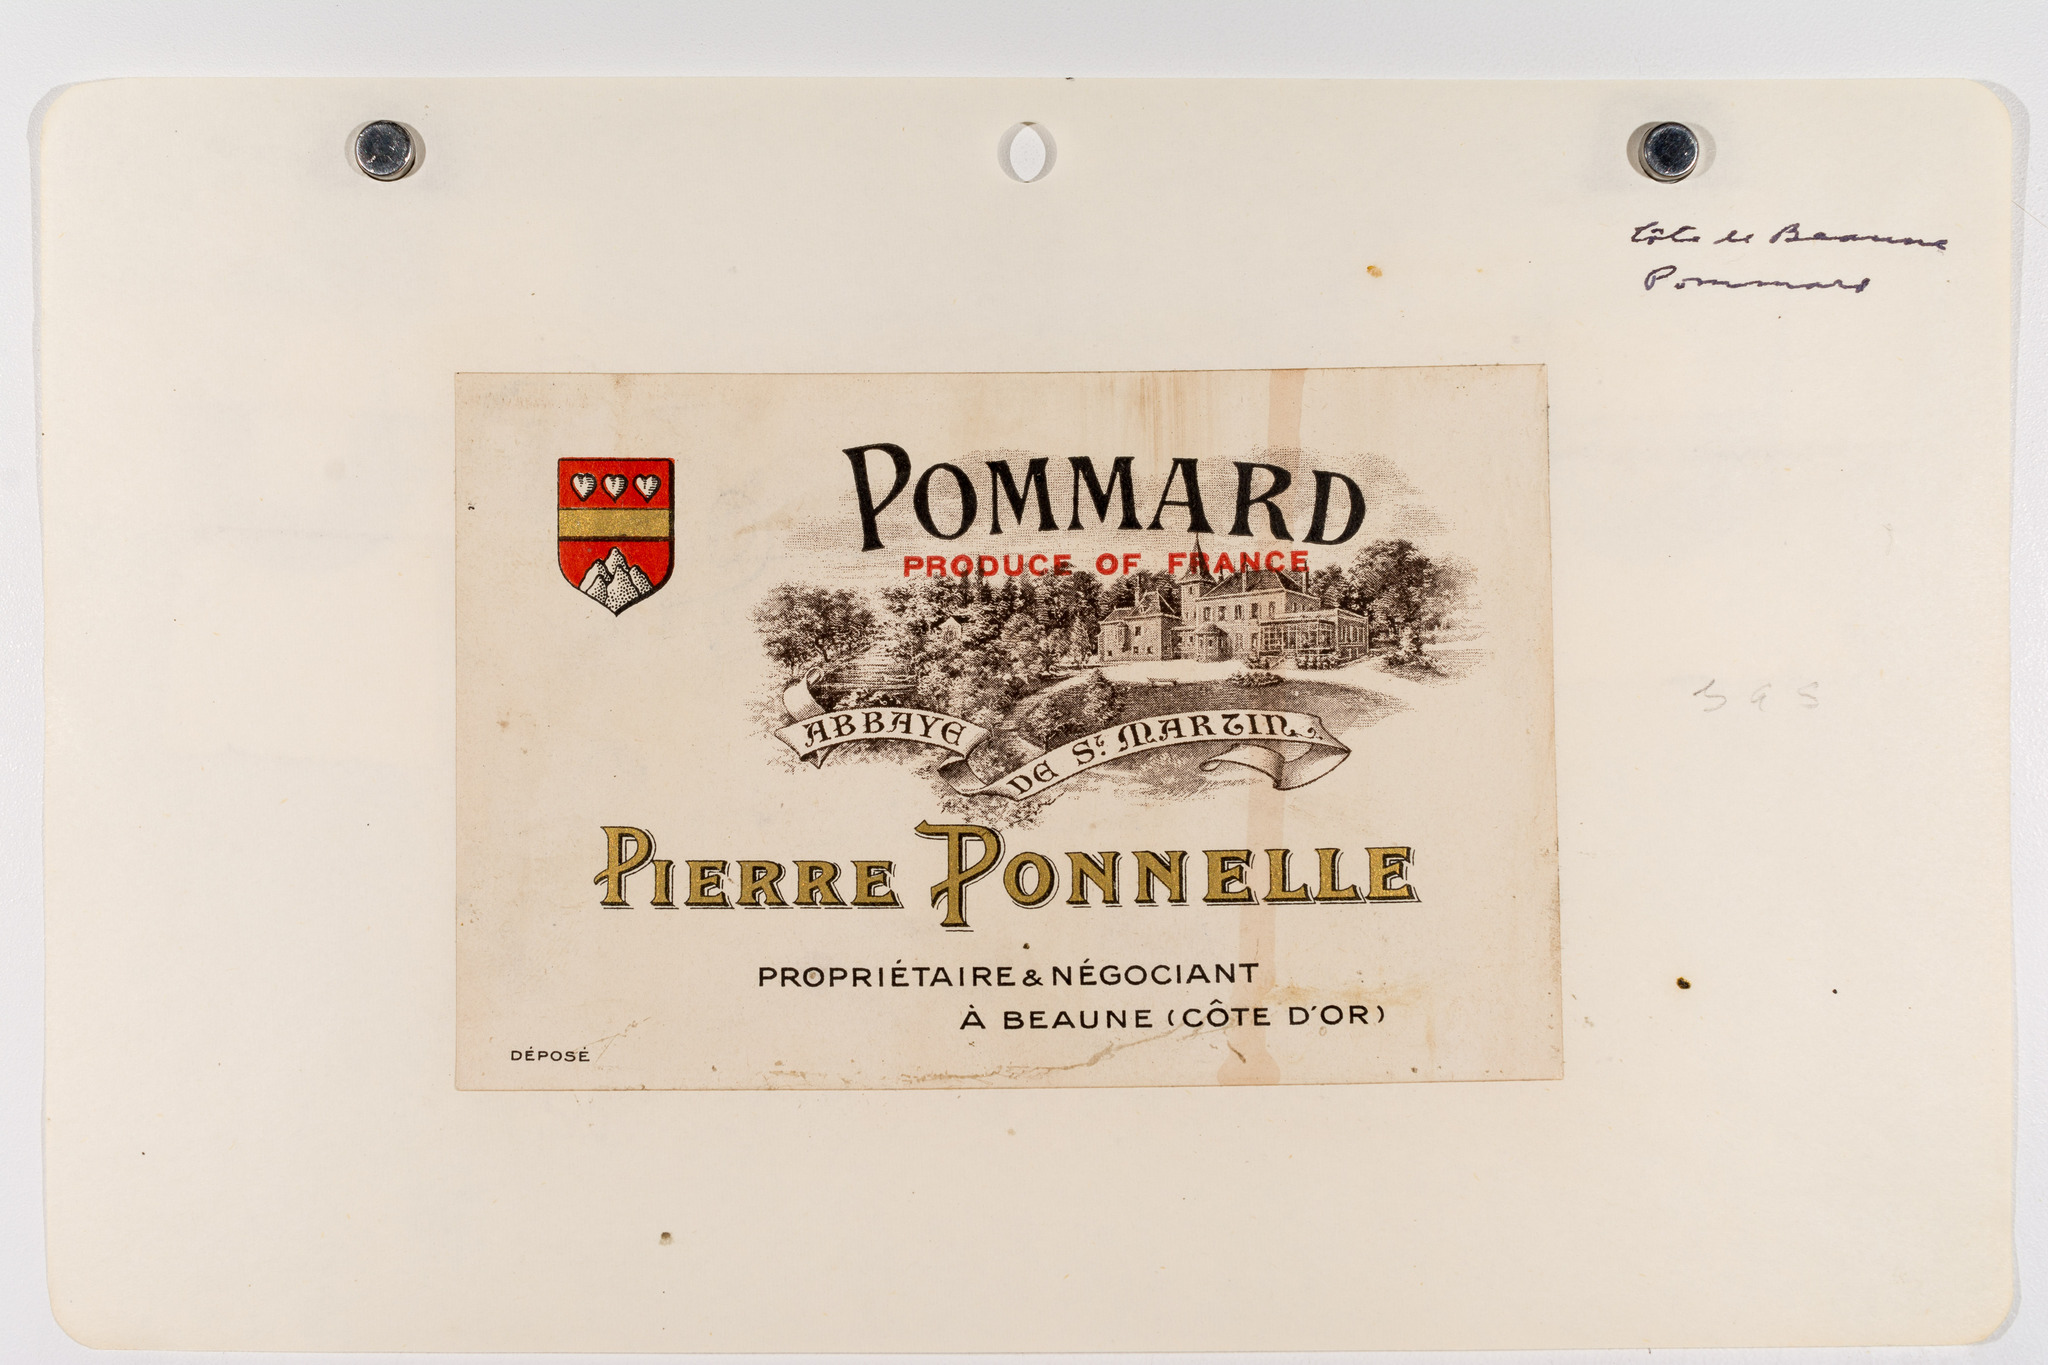 Côte de Beaune
Pommard
POMMARD
PRODUCE OF FRANCE
ABBAYE DE St. MARTIN
PIERRE PONNELLE
PROPRIÉTAIRE & NÉGOCIANT
À BEAUNE (CÔTE D'OR)
DÉPOSÉ